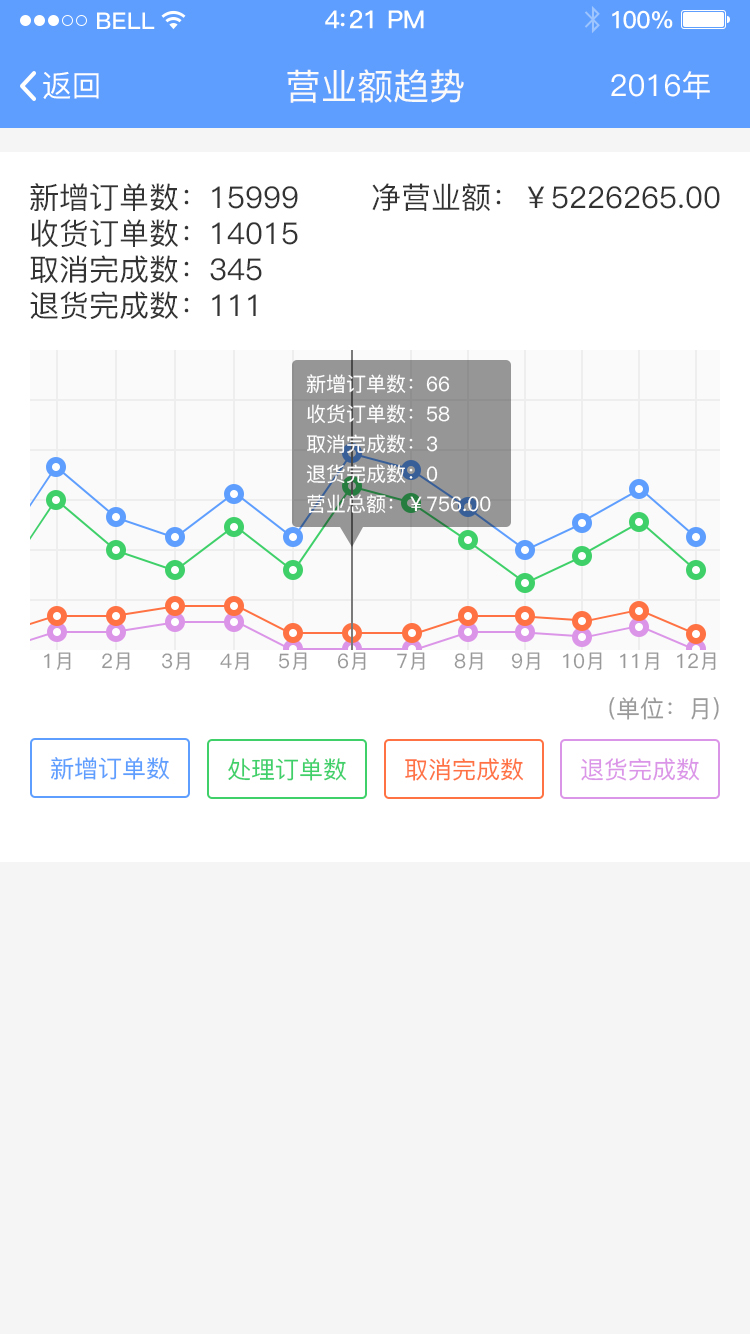 BELL 4:21 PM 100%
返回 营业额趋势 2016年
新增订单数：15999 净营业额：￥5226265.00
收货订单数：14015
取消完成数：345
退货完成数：111
新增订单数：66
收货订单数：58
取消完成数：3
退货完成数：0
营业总额：￥756.00
1月 2月 3月 4月 5月 6月 7月 8月 9月 10月 11月 12月
（单位：月）
新增订单数 处理订单数 取消完成数 退货完成数